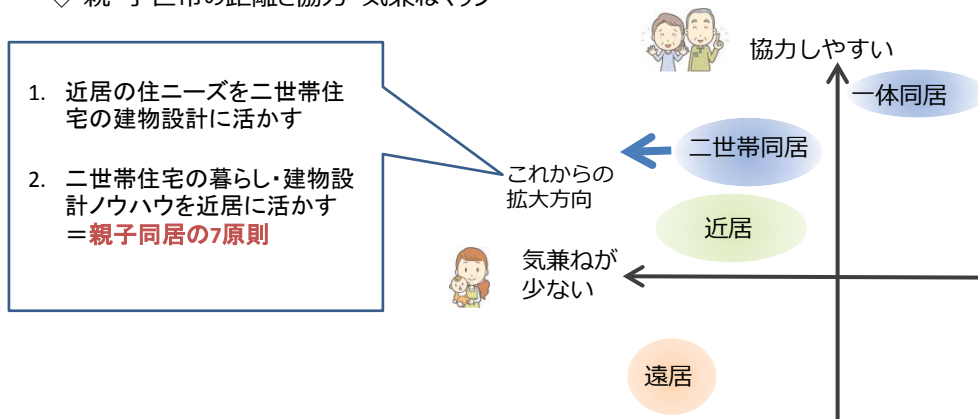 協力しやすい
一体同居
1. 近居の住ニーズを二世帯住
宅の建物設計に活かす
2. 二世帯住宅の暮らし・建物設
計ノウハウを近居に活かす
＝親子同居の7原則
二世帯同居
これからの
拡大方向
近居
気兼ねが
少ない
遠居